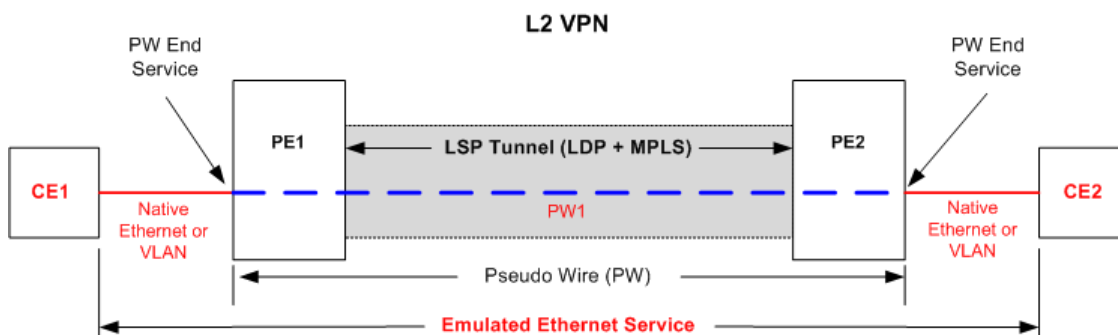 L2 VPN
PW End
Service
PW End
Service
PE1
LSP Tunnel (LDP + MPLS)
PE2
CE1
CE2
PW1
Native
Ethernet or
VLAN
Native
Ethernet or
VLAN
Pseudo Wire (PW)
Emulated Ethernet Service